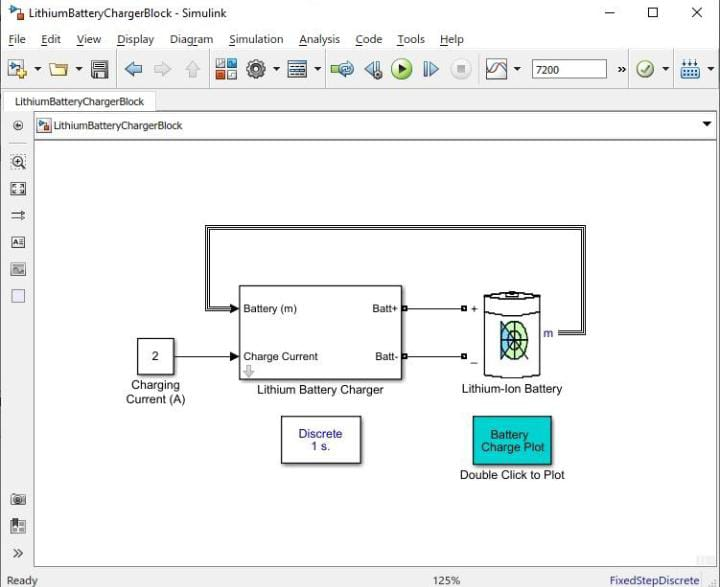 LithiumBatteryChargerBlock - Simulink
File Edit View Display Diagram Simulation Analysis Code Tools Help
7200
»
LithiumBatteryChargerBlock
LithiumBatteryChargerBlock
Battery (m) Batt+
+
m
2
Charge Current Batt-
_
Charging
Current (A)
Lithium Battery Charger
Lithium-Ion Battery
Discrete
1 s.
Battery
Charge Plot
Double Click to Plot
Ready 125% FixedStepDiscrete